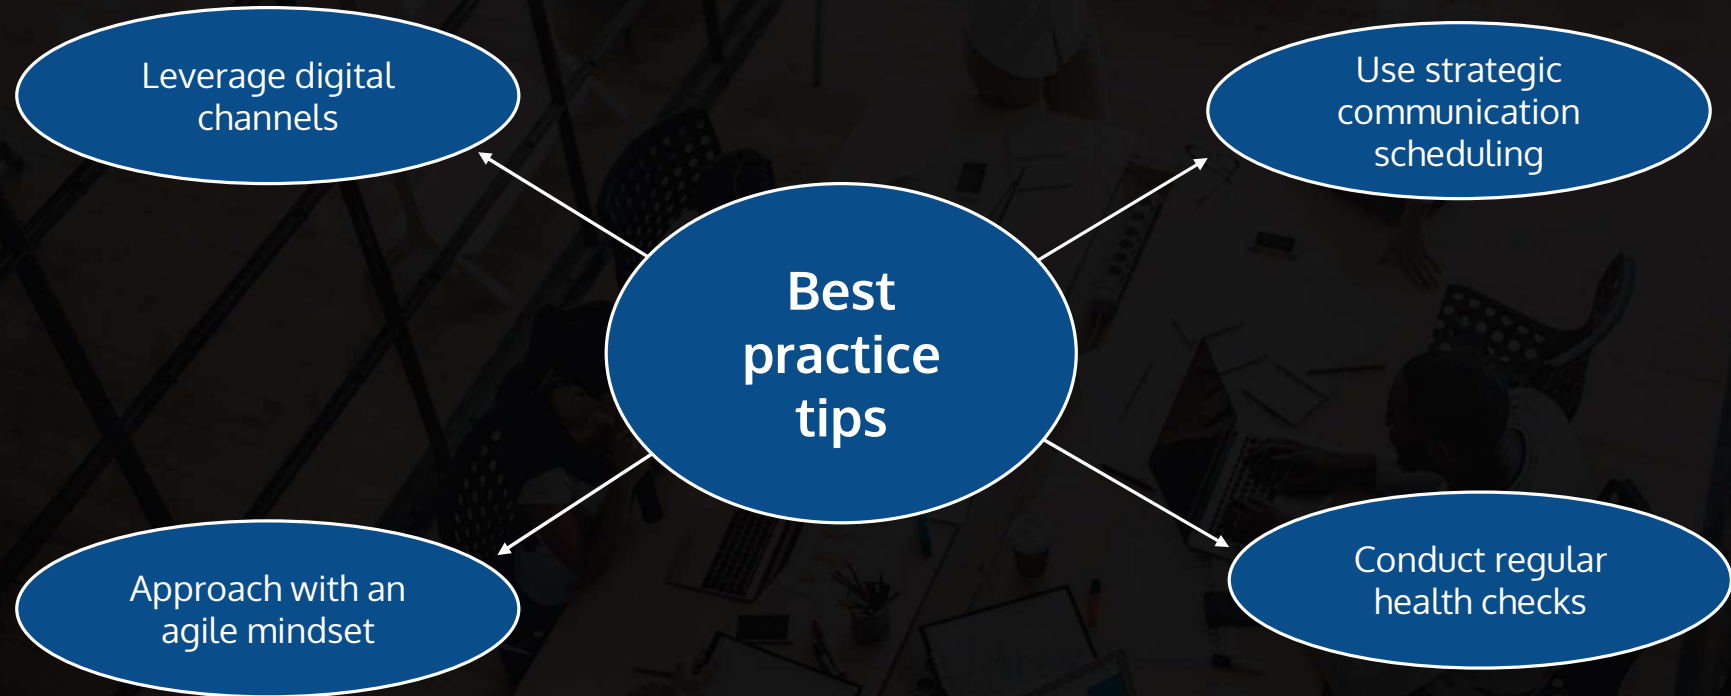 Leverage digital
channels
Use strategic
communication
scheduling
Best
practice
tips
Approach with an
agile mindset
Conduct regular
health checks